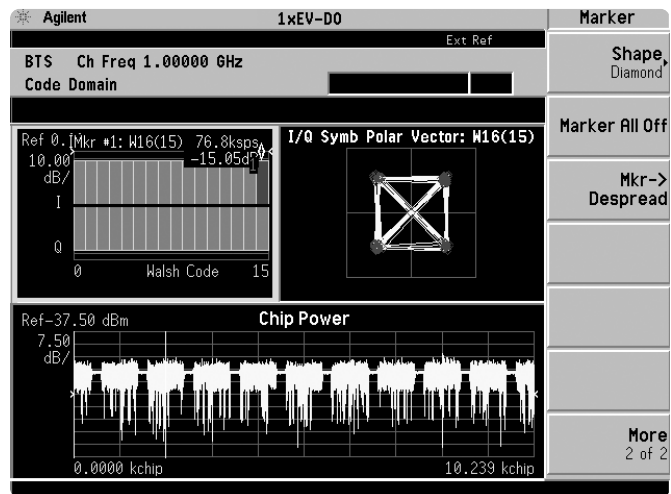 Agilent 1xEV-DO Marker
Ext Ref
BTS Ch Freq 1.00000 GHz
Code Domain
Shape
Diamond
Marker All Off
Mkr->
Despread
More
2 of 2
Ref 0.
Mkr #1: W16(15) 76.8ksps
-15.05d
10.00
dB/
I
Q
0 Walsh Code 15
1
I/Q Symb Polar Vector: W16(15)
Ref-37.50 dBm Chip Power
7.50
dB/
0.0000 kchip 10.239 kchip